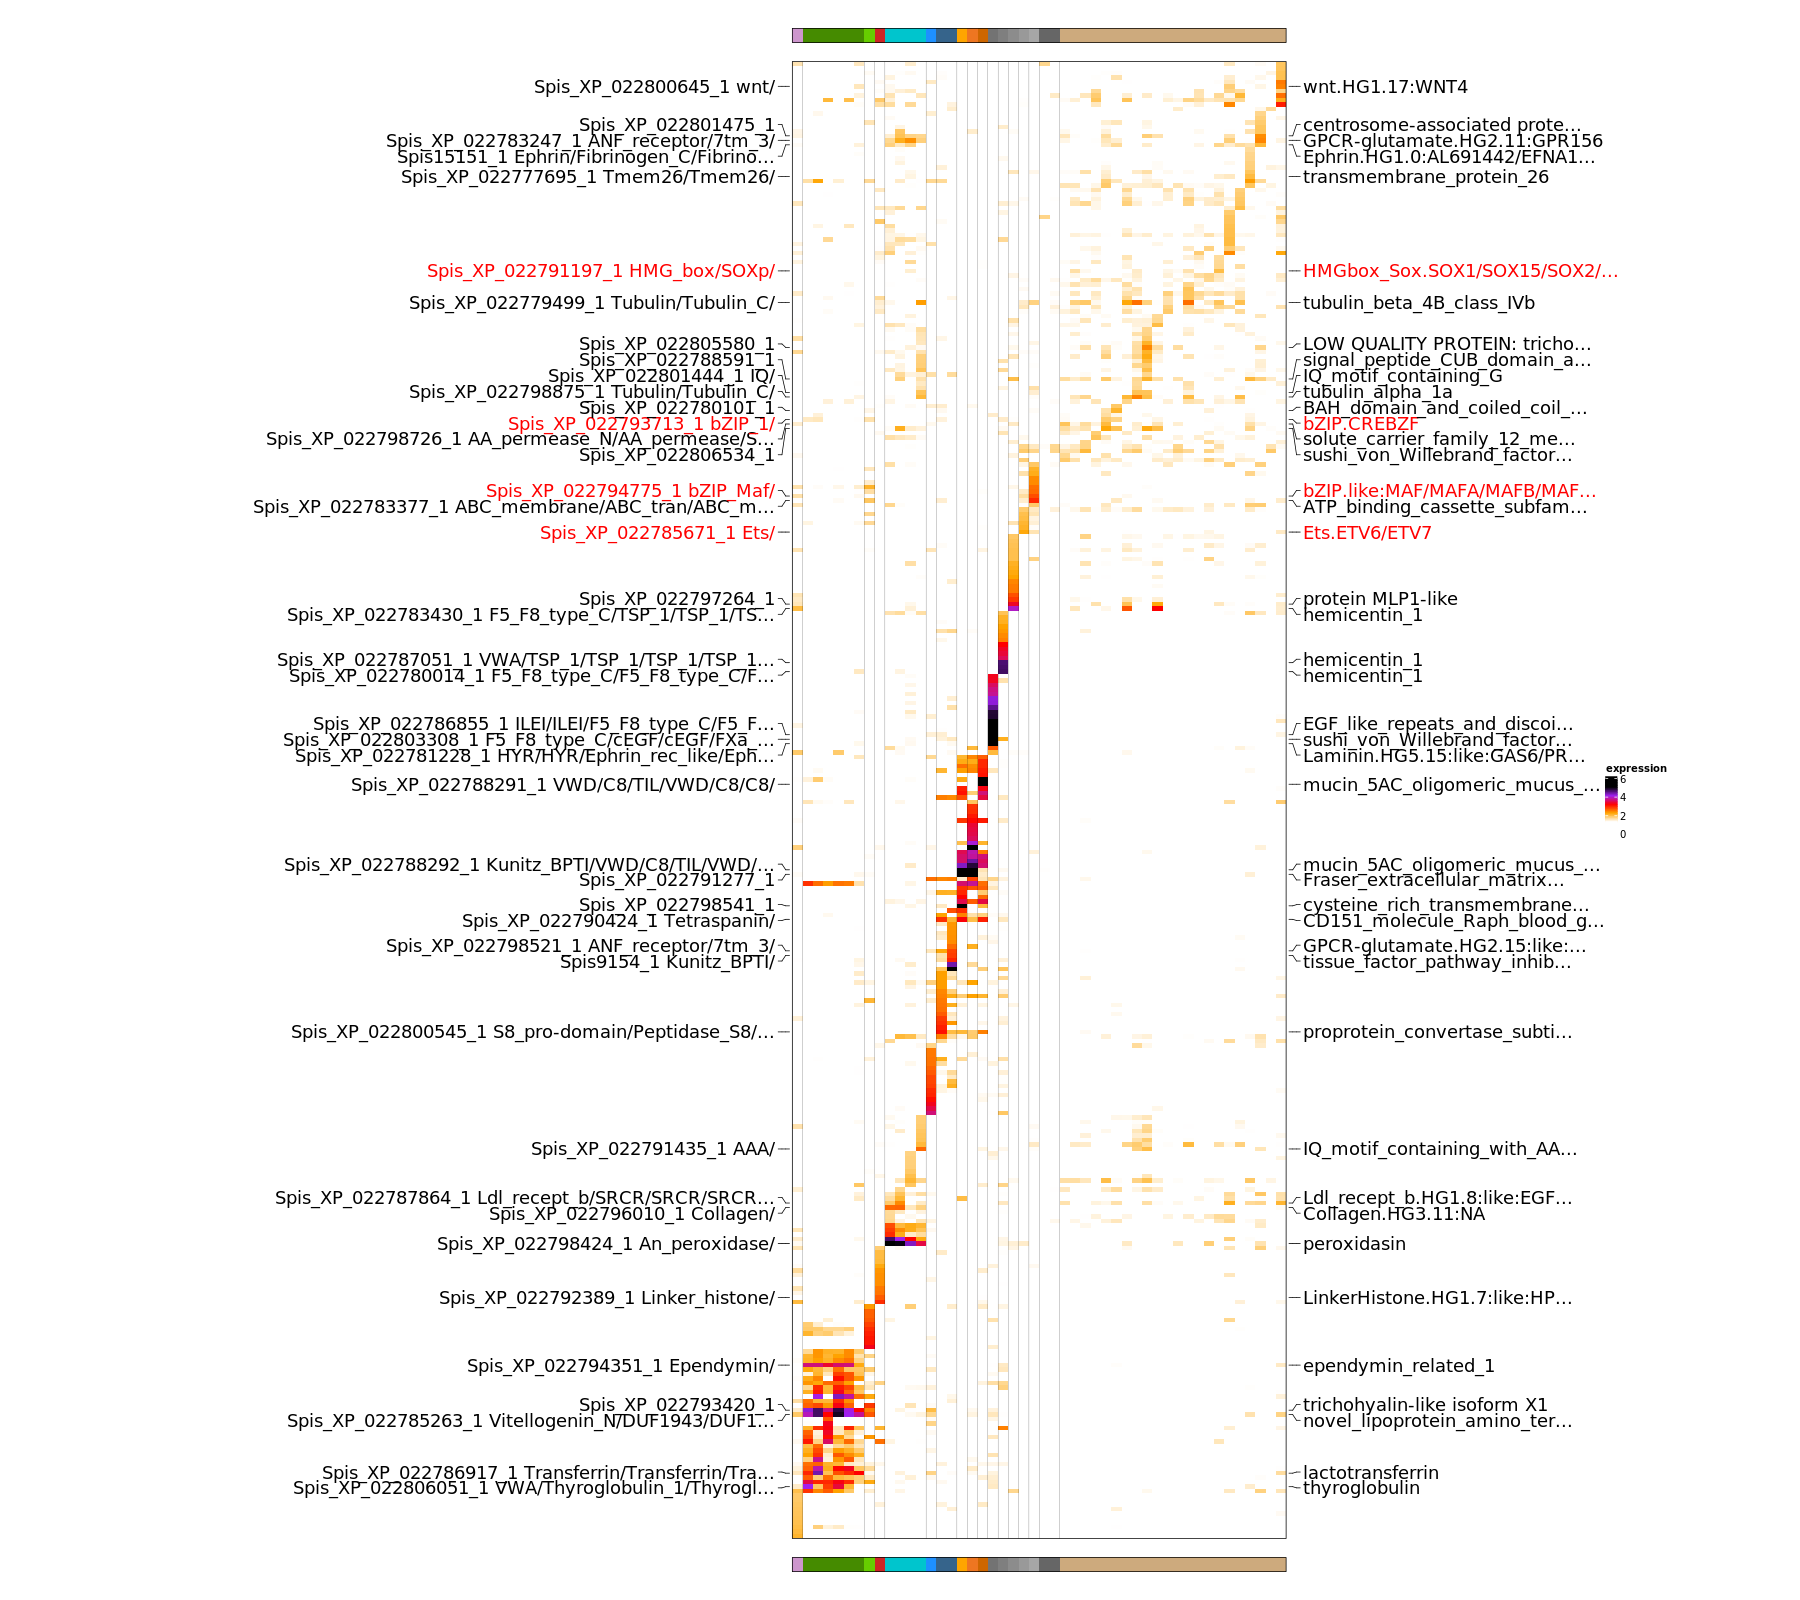 Spis_XP_022800645_1 wnt/ wnt.HG1.17:WNT4
Spis_XP_022801475_1 centrosome-associated prote...
Spis_XP_022783247_1 ANF_receptor/7tm_3/ GPCR-glutamate.HG2.11:GPR156
Spis15151_1 Ephrin/Fibrinogen_C/Fibrino... Ephrin.HG1.0:AL691442/EFNA1...
Spis_XP_022777695_1 Tmem26/Tmem26/ transmembrane_protein_26
Spis_XP_022791197_1 HMG_box/SOXp/ HMGbox_Sox.SOX1/SOX15/SOX2/...
Spis_XP_022779499_1 Tubulin/Tubulin_C/ tubulin_beta_4B_class_IVb
Spis_XP_022805580_1 LOW QUALITY PROTEIN: tricho...
Spis_XP_022788591_1 signal_peptide_CUB_domain_a...
Spis_XP_022801444_1 IQ/ IQ_motif_containing_G
Spis_XP_022798875_1 Tubulin/Tubulin_C/ tubulin_alpha_1a
Spis_XP_022780101_1 BAH_domain_and_coiled_coil_...
Spis_XP_022793713_1 bZIP_1/ bZIP.CREBZF
Spis_XP_022798726_1 AA_permease_N/AA_permease/S... solute_carrier_family_12_me...
Spis_XP_022806534_1 sushi_von_Willebrand_factor...
Spis_XP_022794775_1 bZIP_Maf/ bZIP.like:MAF/MAFA/MAFB/MAF...
Spis_XP_022783377_1 ABC_membrane/ABC_tran/ABC_m... ATP_binding_cassette_subfam...
Spis_XP_022785671_1 Ets/ Ets.ETV6/ETV7
Spis_XP_022797264_1 protein MLP1-like
Spis_XP_022783430_1 F5_F8_type_C/TSP_1/TSP_1/TS... hemicentin_1
Spis_XP_022787051_1 VWA/TSP_1/TSP_1/TSP_1/TSP_1... hemicentin_1
Spis_XP_022780014_1 F5_F8_type_C/F5_F8_type_C/F... hemicentin_1
Spis_XP_022786855_1 ILEI/ILEI/F5_F8_type_C/F5_F... EGF_like_repeats_and_discoi...
Spis_XP_022803308_1 F5_F8_type_C/cEGF/cEGF/FXa_... sushi_von_Willebrand_factor...
Spis_XP_022781228_1 HYR/HYR/Ephrin_rec_like/Eph... Laminin.HG5.15:like:GAS6/PR...
expression
6
4
2
0
Spis_XP_022788291_1 VWD/C8/TIL/VWD/C8/C8/ mucin_5AC_oligomeric_mucus_...
Spis_XP_022788292_1 Kunitz_BPTI/VWD/C8/TIL/VWD/... mucin_5AC_oligomeric_mucus_...
Spis_XP_022791277_1 Fraser_extracellular_matrix...
Spis_XP_022798541_1 cysteine_rich_transmembrane...
Spis_XP_022790424_1 Tetraspanin/ CD151_molecule_Raph_blood_g...
Spis_XP_022798521_1 ANF_receptor/7tm_3/ GPCR-glutamate.HG2.15:like:...
Spis9154_1 Kunitz_BPTI/ tissue_factor_pathway_inhib...
Spis_XP_022800545_1 S8_pro-domain/Peptidase_S8/... proprotein_convertase_subti...
Spis_XP_022791435_1 AAA/ IQ_motif_containing_with_AA...
Spis_XP_022787864_1 Ldl_recept_b/SRCR/SRCR/SRCR... Ldl_recept_b.HG1.8:like:EGF...
Spis_XP_022796010_1 Collagen/ Collagen.HG3.11:NA
Spis_XP_022798424_1 An_peroxidase/ peroxidasin
Spis_XP_022792389_1 Linker_histone/ LinkerHistone.HG1.7:like:HP...
Spis_XP_022794351_1 Ependymin/ ependymin_related_1
Spis_XP_022793420_1 trichohyalin-like isoform X1
Spis_XP_022785263_1 Vitellogenin_N/DUF1943/DUF1... novel_lipoprotein_amino_ter...
Spis_XP_022786917_1 Transferrin/Transferrin/Tra... lactotransferrin
Spis_XP_022806051_1 VWA/Thyroglobulin_1/Thyrogl... thyroglobulin